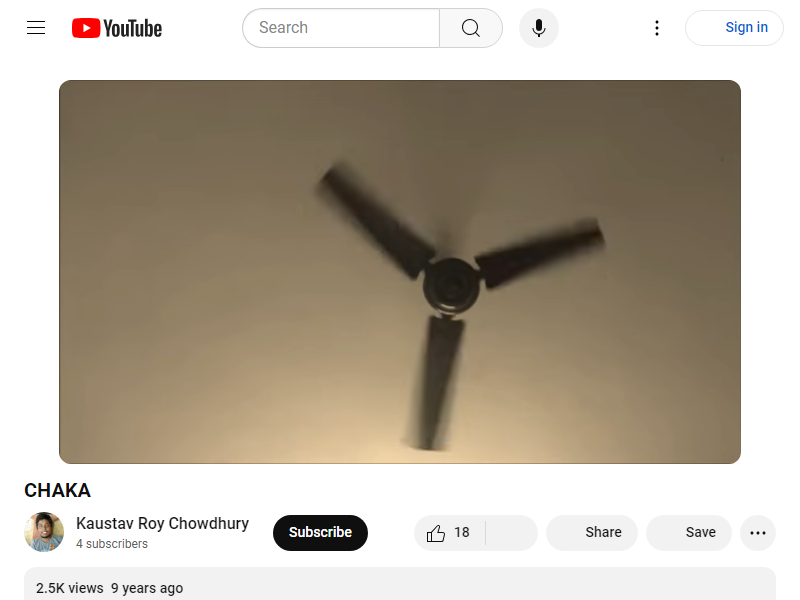 YouTube
Search
Sign in
CHAKA
Kaustav Roy Chowdhury
4 subscribers
Subscribe
18
Share
Save
2.5K views 9 years ago